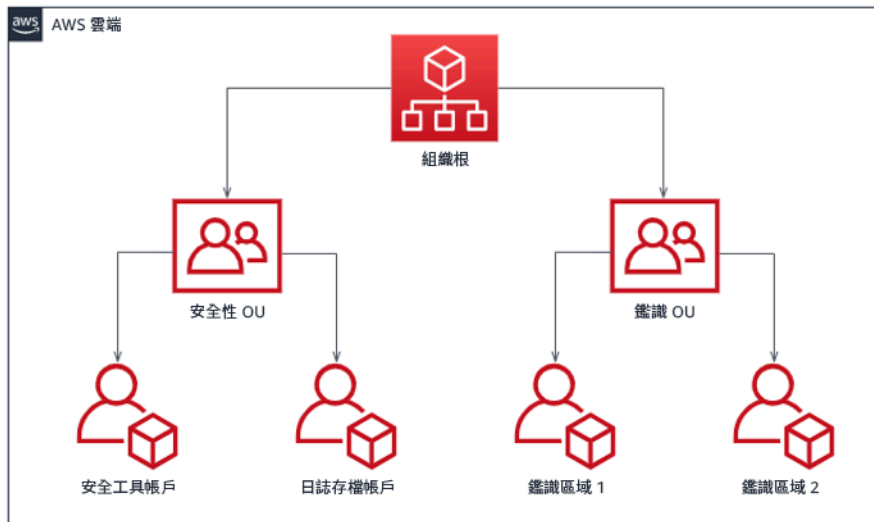 aws
AWS 雲端
組織根
安全性 OU
鑑識 OU
安全工具帳戶
日誌存檔帳戶
鑑識區域 1
鑑識區域 2